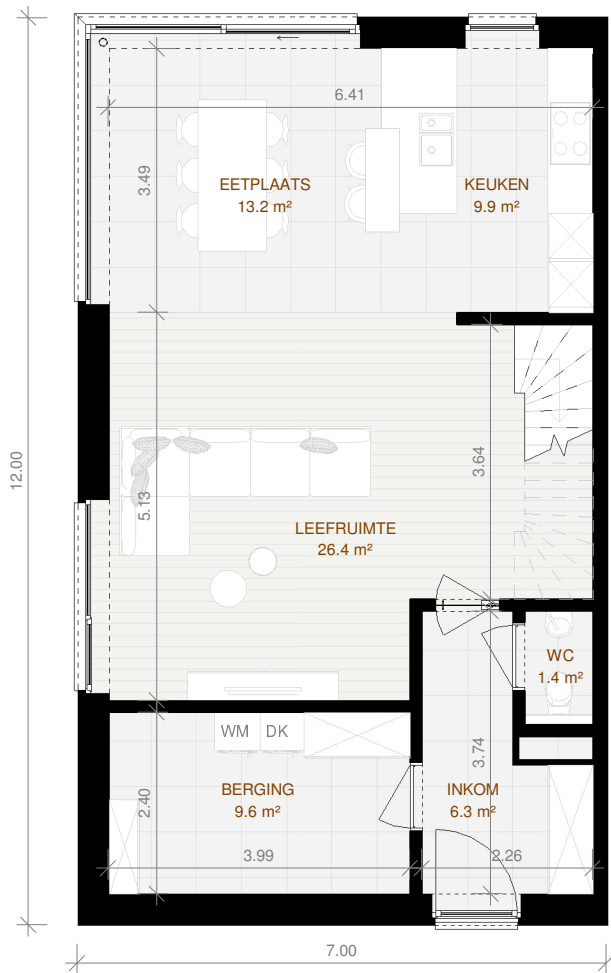 6.41
3.49
EETPLAATS
13.2 m²
KEUKEN
9.9 m²
12.00
3.64
5.13
LEEFRUIMTE
26.4 m²
WC
1.4 m²
WM
DK
3.74
BERGING
9.6 m²
INKOM
6.3 m²
2.40
3.99
2.26
7.00